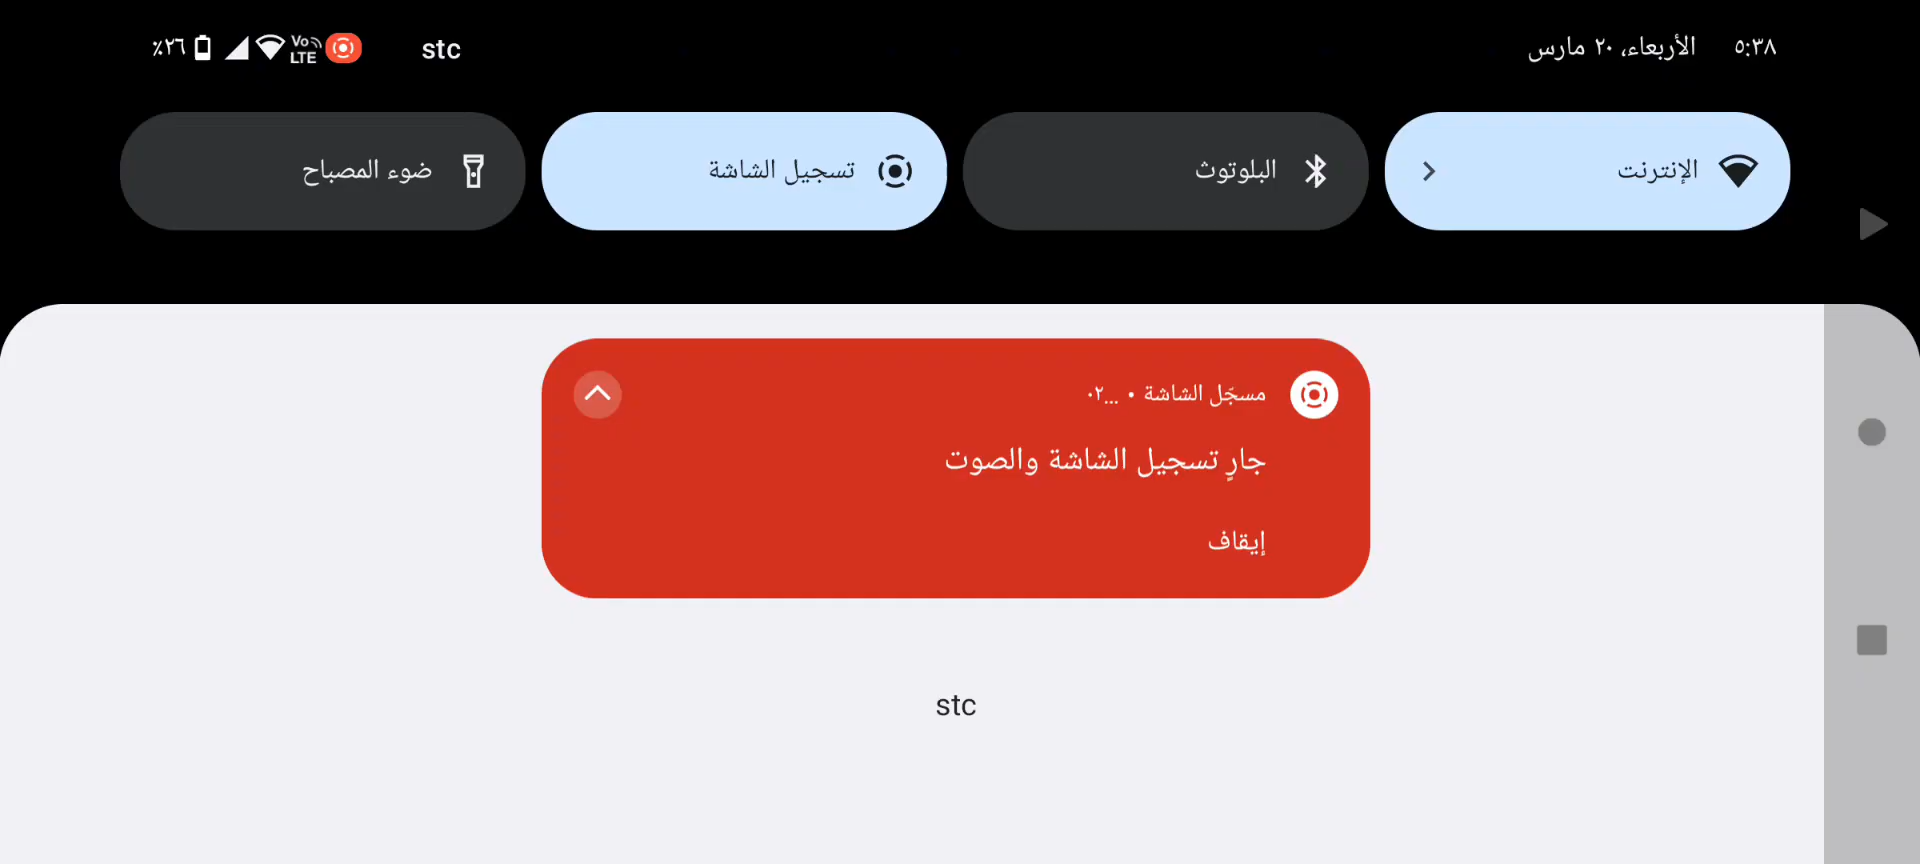 ٥:٣٨ الأربعاء، ٢٠ مارس stc VoLTE ٢٦٪
الإنترنت البلوتوث تسجيل الشاشة ضوء المصباح
مسجّل الشاشة • ...٠٢
جارٍ تسجيل الشاشة والصوت
إيقاف
stc